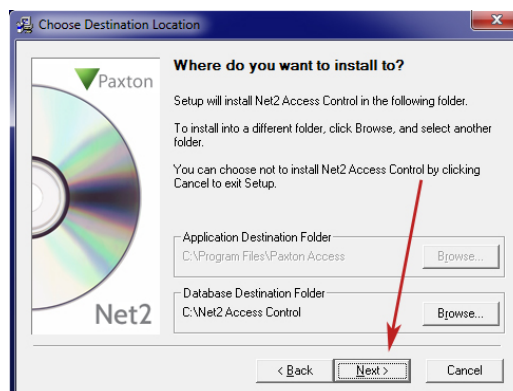 Choose Destination Location
Paxton
Net2
Where do you want to install to?
Setup will install Net2 Access Control in the following folder.
To install into a different folder, click Browse, and select another
folder.
You can choose not to install Net2 Access Control by clicking
Cancel to exit Setup.
Application Destination Folder
C:\Program Files\Paxton Access
Browse...
Database Destination Folder
C:\Net2 Access Control
Browse...
< Back
Next >
Cancel